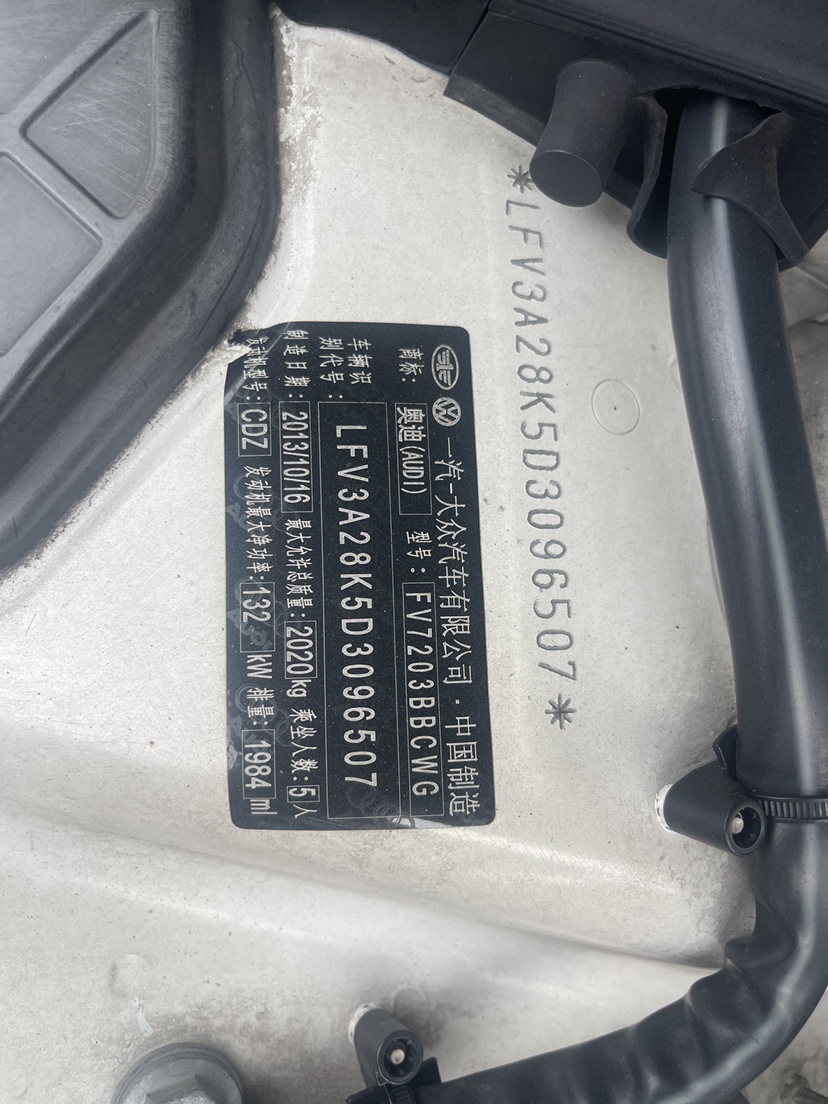 *LFV3A28K5D3096507*
一汽-大众汽车有限公司·中国制造
商标: 奥迪(AUDI) 型号: FV7203BBCWG
车辆识别代号: LFV3A28K5D3096507
制造日期: 2013/10/16 最大允许总质量: 2020 kg 乘坐人数: 5 人
发动机型号: CDZ 发动机最大净功率: 132 kW 排量: 1984 ml